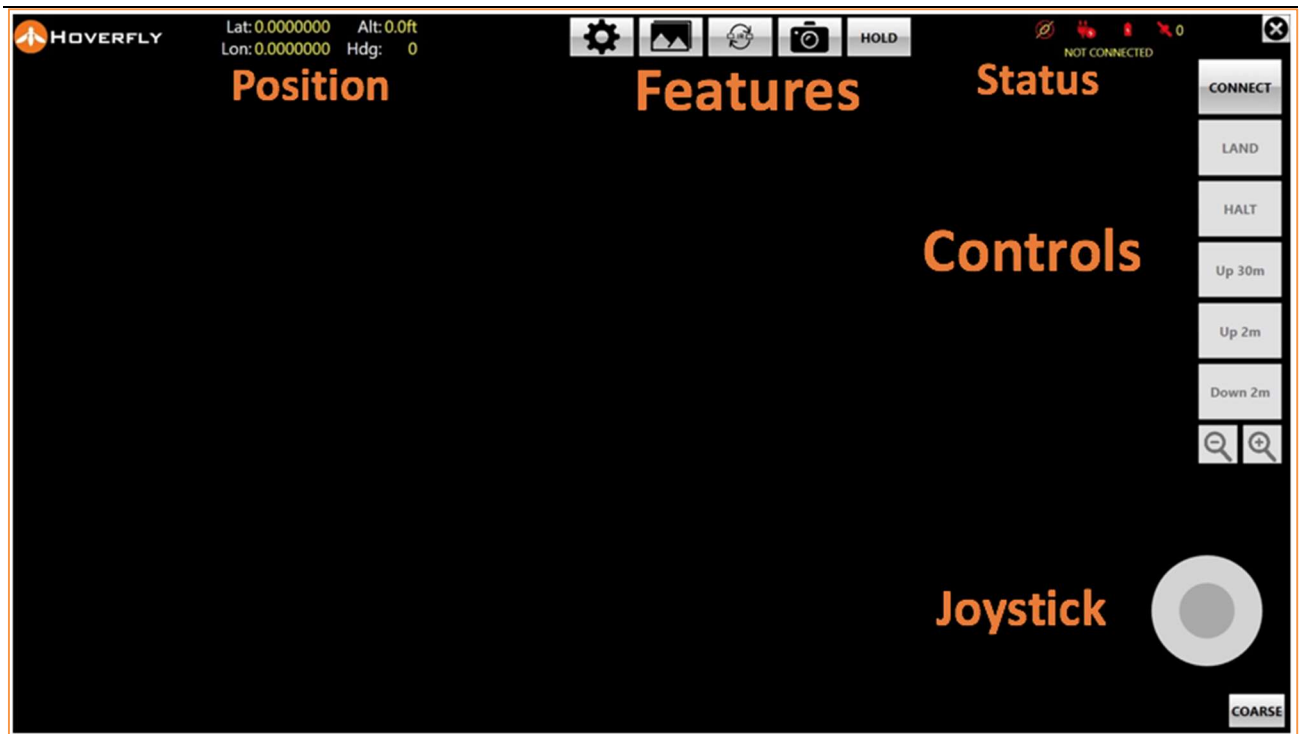 HOVERFLY
Lat: 0.0000000 Alt: 0.0ft
Lon: 0.0000000 Hdg: 0
HOLD
0
NOT CONNECTED
Position
Features
Status
CONNECT
LAND
HALT
Controls
Up 30m
Up 2m
Down 2m
Joystick
COARSE